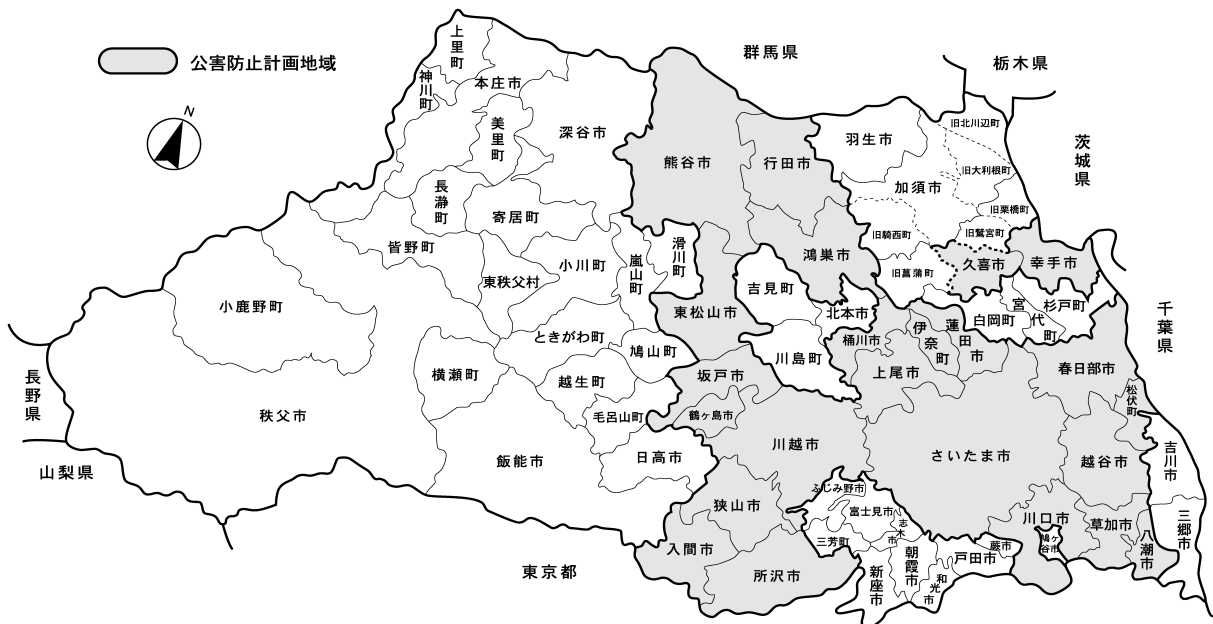 公害防止計画地域
N
群馬県
栃木県
茨城県
千葉県
東京都
山梨県
長野県
上里町
神川町
本庄市
美里町
深谷市
長瀞町
寄居町
皆野町
小鹿野町
秩父市
横瀬町
東秩父村
小川町
嵐山町
滑川町
ときがわ町
鳩山町
越生町
毛呂山町
飯能市
日高市
熊谷市
行田市
羽生市
加須市
旧北川辺町
旧大利根町
旧栗橋町
旧鷲宮町
旧騎西町
旧菖蒲町
久喜市
幸手市
鴻巣市
吉見町
東松山市
北本市
川島町
桶川市
伊奈町
蓮田市
白岡町
宮代町
杉戸町
上尾市
春日部市
松伏町
坂戸市
鶴ヶ島市
川越市
さいたま市
越谷市
吉川市
三郷市
八潮市
草加市
川口市
鳩ヶ谷市
蕨市
戸田市
和光市
朝霞市
新座市
志木市
富士見市
ふじみ野市
三芳町
狭山市
入間市
所沢市